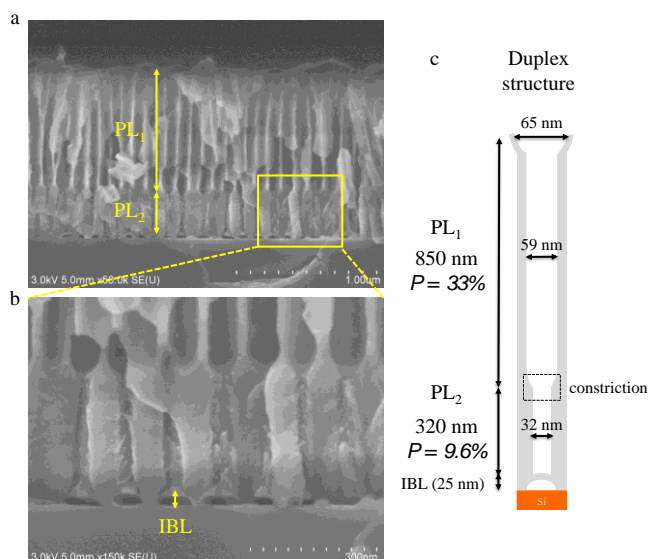 a
PL₁
PL₂
3.0kV 5.0mm x50.0k SE(U)
1.00um
b
IBL
3.0kV 5.0mm x150k SE(U)
300nm
c
Duplex
structure
65 nm
PL₁
850 nm
P = 33%
59 nm
constriction
PL₂
320 nm
P = 9.6%
32 nm
IBL (25 nm)
Si